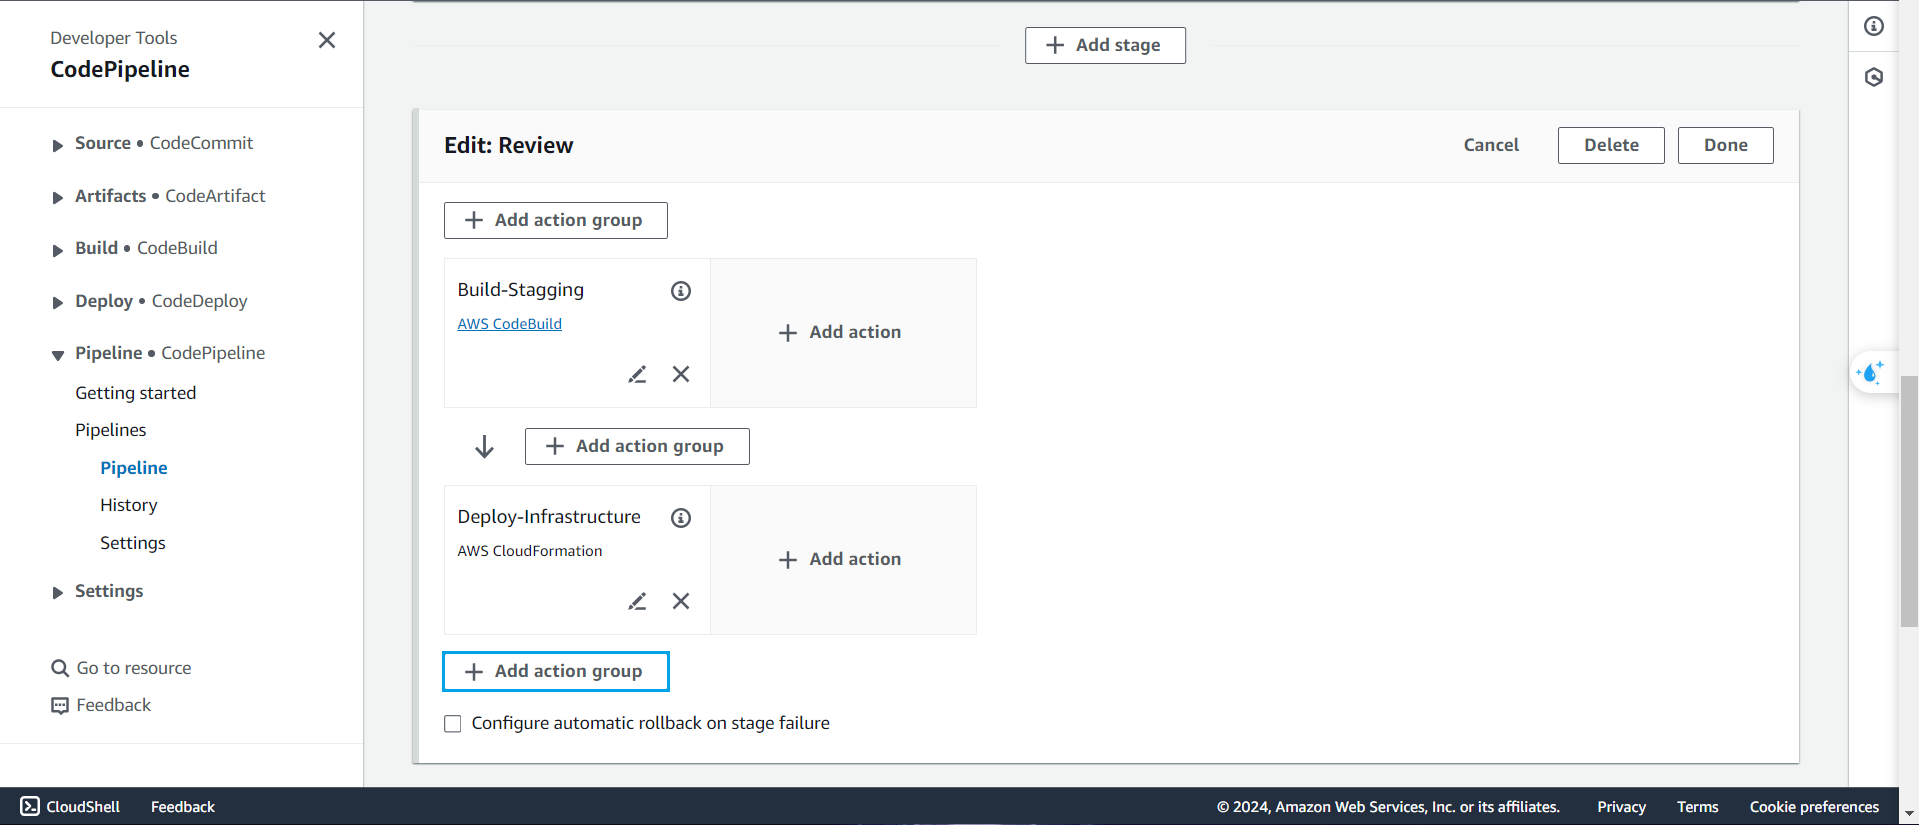 Developer Tools
CodePipeline
Source • CodeCommit
Artifacts • CodeArtifact
Build • CodeBuild
Deploy • CodeDeploy
Pipeline • CodePipeline
Getting started
Pipelines
Pipeline
History
Settings
Settings
Go to resource
Feedback
Add stage
Edit: Review
Cancel
Delete
Done
Add action group
Build-Stagging
AWS CodeBuild
Add action
Add action group
Deploy-Infrastructure
AWS CloudFormation
Add action
Add action group
Configure automatic rollback on stage failure
CloudShell
Feedback
© 2024, Amazon Web Services, Inc. or its affiliates.
Privacy
Terms
Cookie preferences